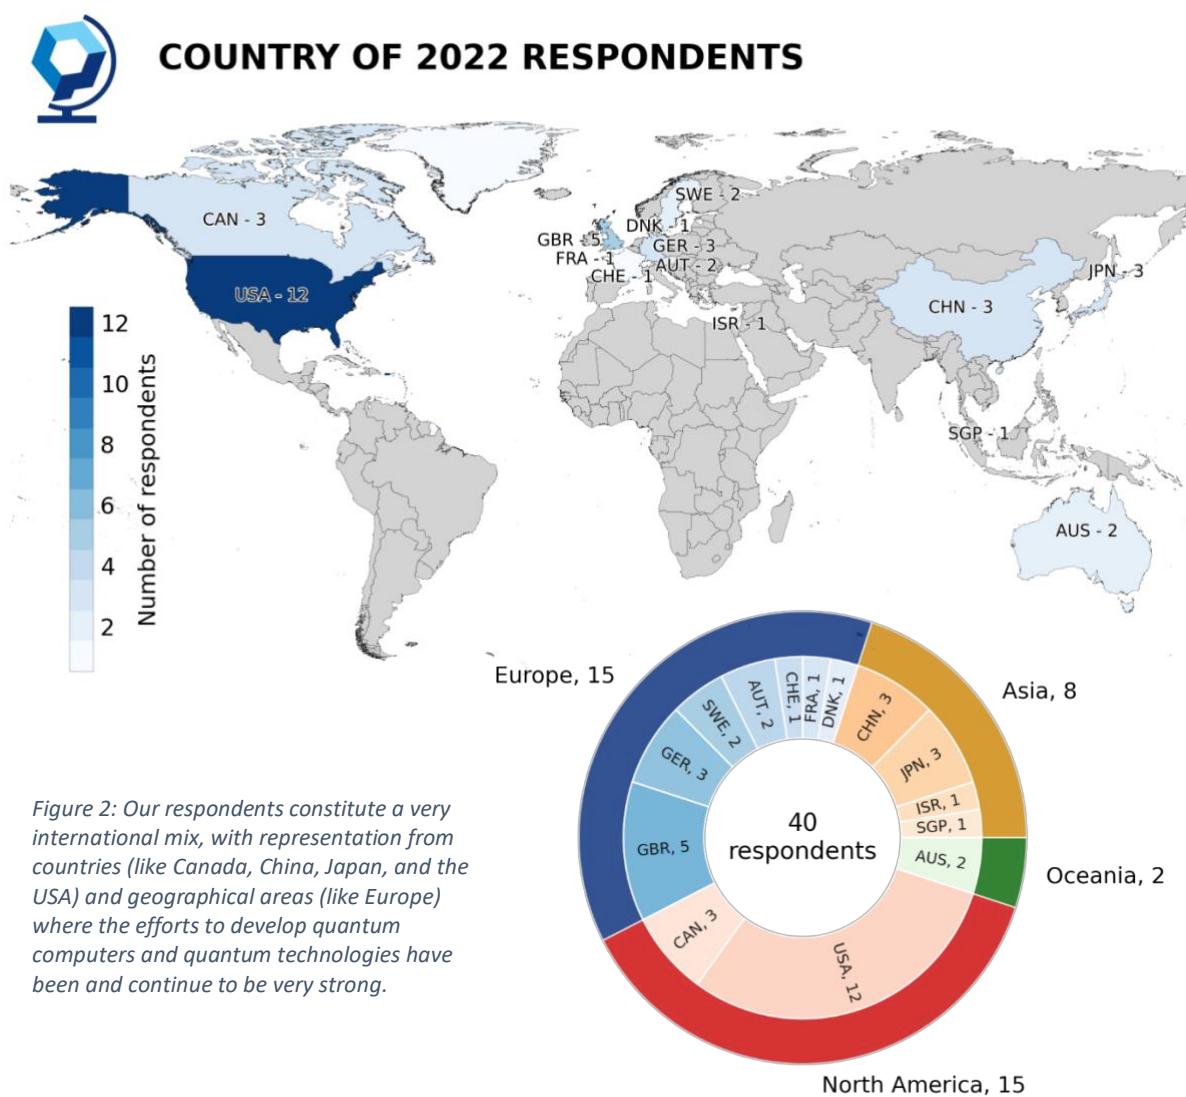 COUNTRY OF 2022 RESPONDENTS
SWE - 2
CAN - 3
DNK - 1
GBR - 5
GER - 3
FRA - 1
AUT - 2
CHE - 1
JPN - 3
USA - 12
CHN - 3
ISR - 1
SGP - 1
AUS - 2
12
10
8
6
4
2
Number of respondents
Europe, 15
Asia, 8
Oceania, 2
North America, 15
GBR, 5
GER, 3
SWE, 2
AUT, 2
CHE, 1
FRA, 1
DNK, 1
CHN, 3
JPN, 3
ISR, 1
SGP, 1
AUS, 2
USA, 12
CAN, 3
40
respondents
Figure 2: Our respondents constitute a very
international mix, with representation from
countries (like Canada, China, Japan, and the
USA) and geographical areas (like Europe)
where the efforts to develop quantum
computers and quantum technologies have
been and continue to be very strong.